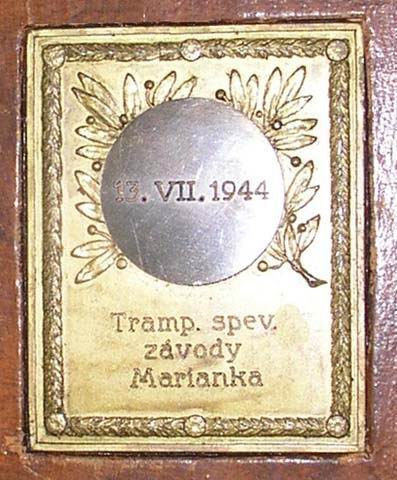 13. VII. 1944
Tramp. spev.
závody
Marianka